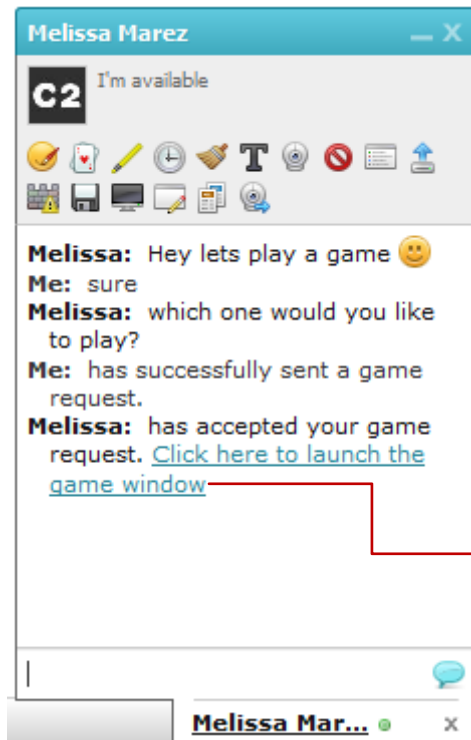 Melissa Marez
C2
I'm available
Melissa: Hey lets play a game
Me: sure
Melissa: which one would you like
to play?
Me: has successfully sent a game
request.
Melissa: has accepted your game
request. Click here to launch the
game window
Melissa Mar...